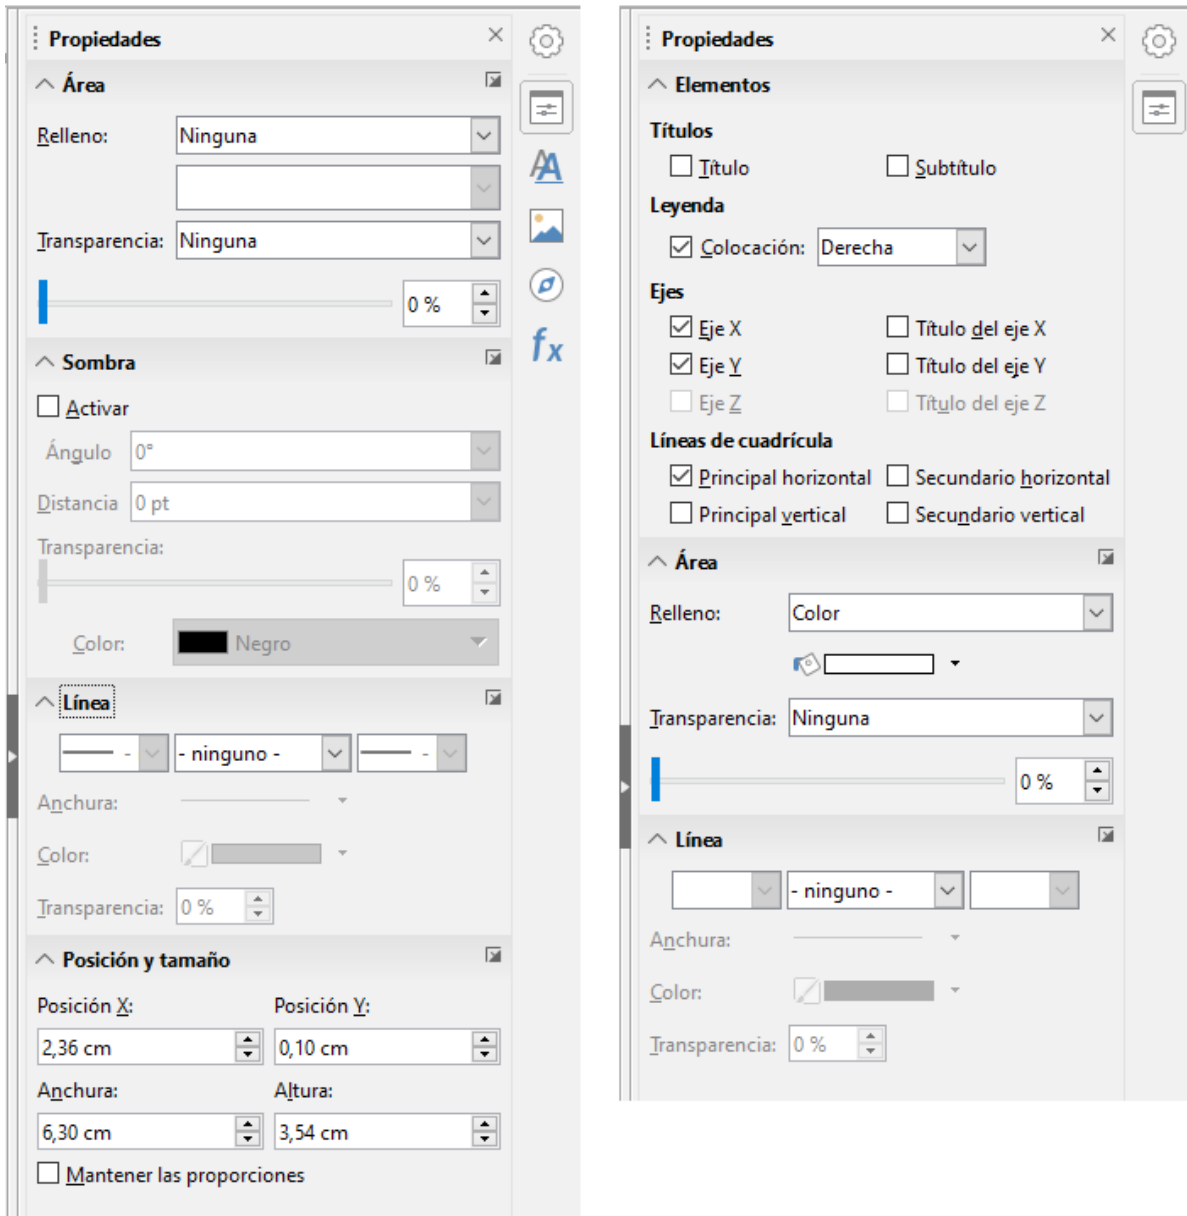 Propiedades
Área
Relleno: Ninguna
Transparencia: Ninguna
0 %
Sombra
Activar
Ángulo 0°
Distancia 0 pt
Transparencia:
0 %
Color: Negro
Línea
- - ninguno - -
Anchura:
Color:
Transparencia: 0 %
Posición y tamaño
Posición X: Posición Y:
2,36 cm 0,10 cm
Anchura: Altura:
6,30 cm 3,54 cm
Mantener las proporciones
AA
fx
Propiedades
Elementos
Títulos
Título Subtítulo
Leyenda
Colocación: Derecha
Ejes
Eje X Título del eje X
Eje Y Título del eje Y
Eje Z Título del eje Z
Líneas de cuadrícula
Principal horizontal Secundario horizontal
Principal vertical Secundario vertical
Área
Relleno: Color
Transparencia: Ninguna
0 %
Línea
- ninguno -
Anchura:
Color:
Transparencia: 0 %